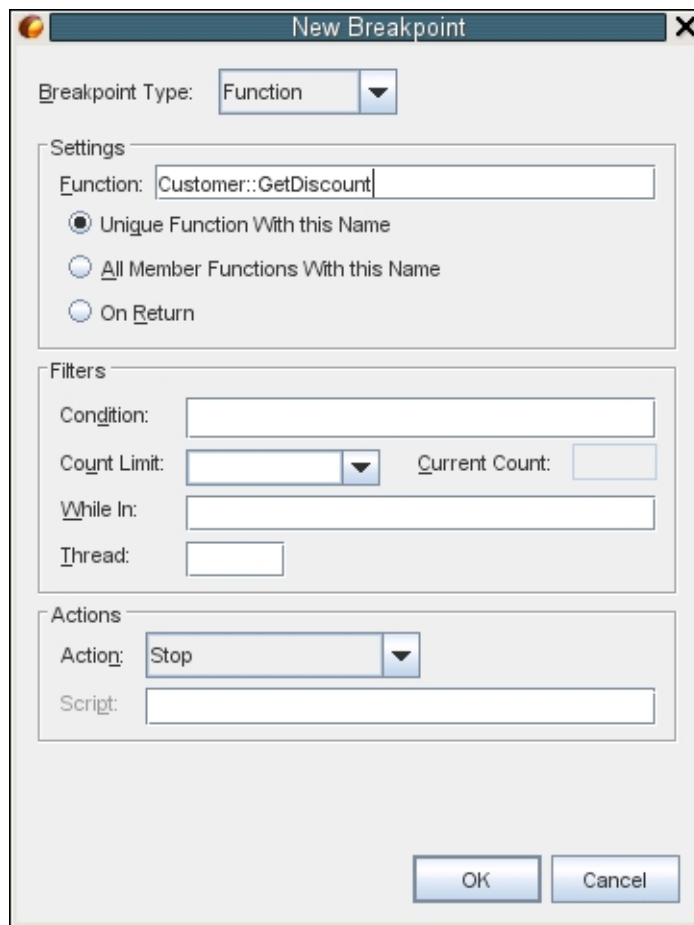 New Breakpoint
Breakpoint Type: Function
Settings
Function: Customer::GetDiscount
Unique Function With this Name
All Member Functions With this Name
On Return
Filters
Condition:
Count Limit: Current Count:
While In:
Thread:
Actions
Action: Stop
Script:
OK Cancel